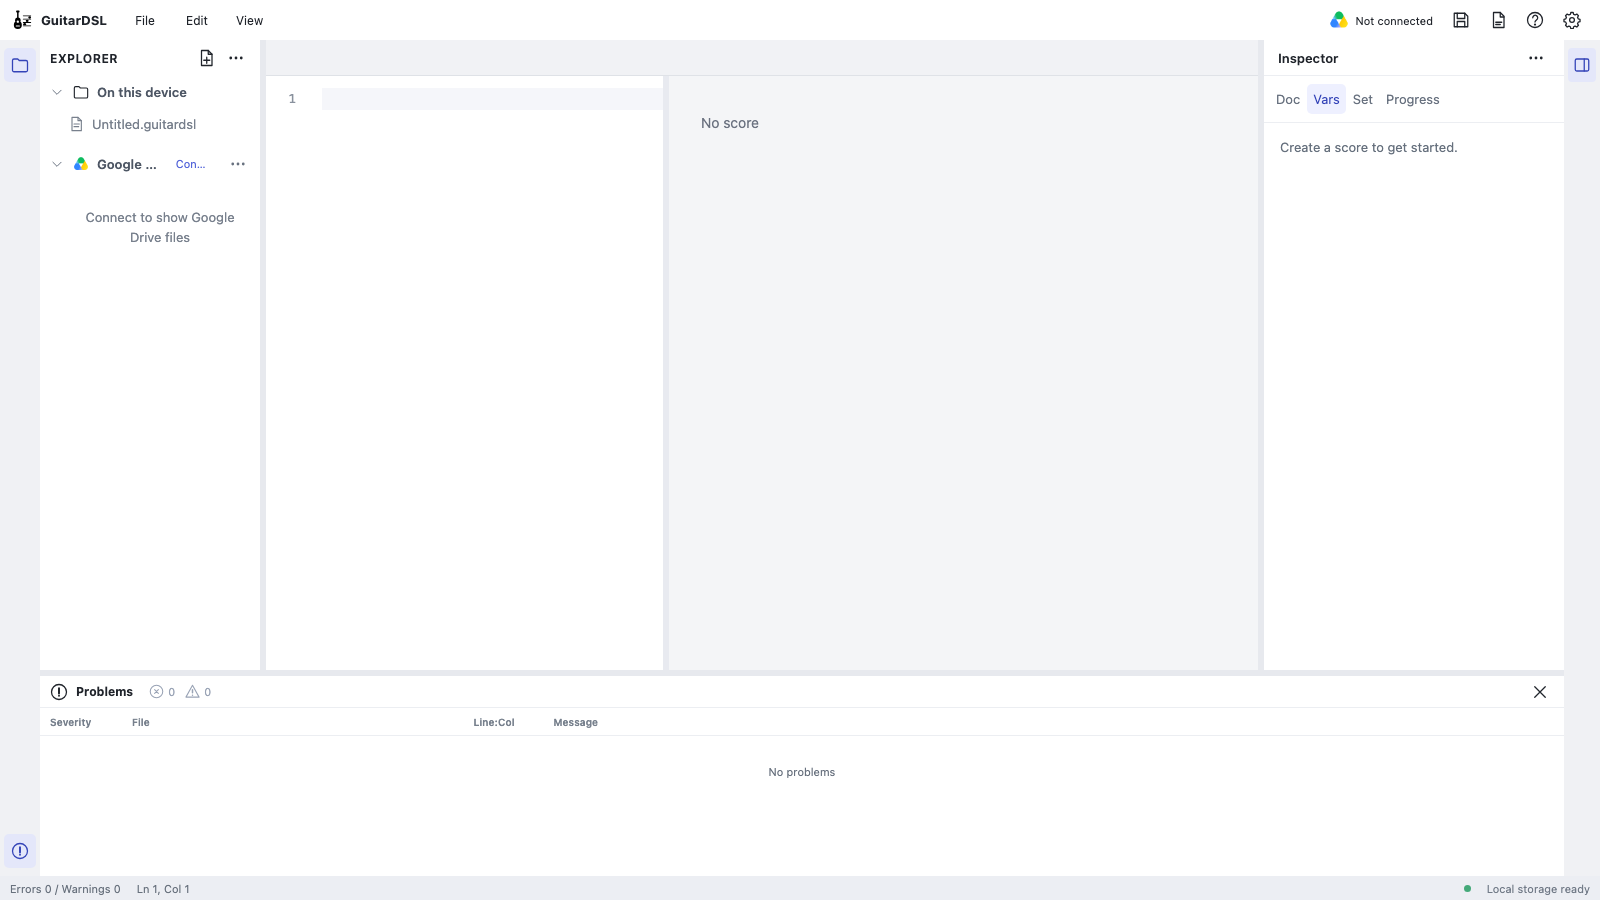 GuitarDSL File Edit View Not connected
EXPLORER
On this device
Untitled.guitardsl
Google ... Con...
Connect to show Google
Drive files
1
No score
Inspector
Doc Vars Set Progress
Create a score to get started.
Problems 0 0
Severity File Line:Col Message
No problems
Errors 0 / Warnings 0 Ln 1, Col 1 Local storage ready